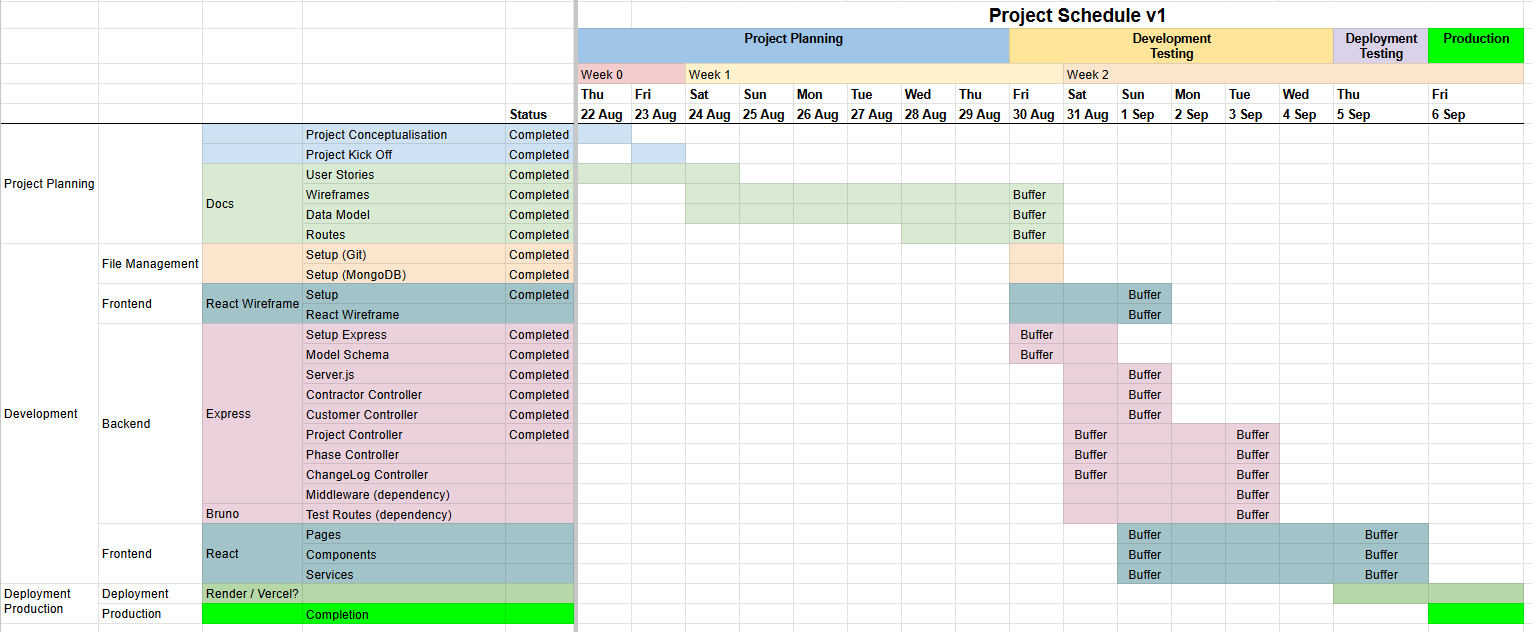 Project Schedule v1
Project Planning Development Deployment Production
Testing Testing
Week 0 Week 1 Week 2
Thu Fri Sat Sun Mon Tue Wed Thu Fri Sat Sun Mon Tue Wed Thu Fri
Status 22 Aug 23 Aug 24 Aug 25 Aug 26 Aug 27 Aug 28 Aug 29 Aug 30 Aug 31 Aug 1 Sep 2 Sep 3 Sep 4 Sep 5 Sep 6 Sep
Project Conceptualisation Completed
Project Kick Off Completed
Project Planning
User Stories Completed
Docs
Wireframes Completed Buffer
Data Model Completed Buffer
Routes Completed Buffer
File Management
Setup (Git) Completed
Setup (MongoDB) Completed
Frontend React Wireframe
Setup Completed Buffer
React Wireframe Buffer
Setup Express Completed Buffer
Model Schema Completed Buffer
Server.js Completed Buffer
Contractor Controller Completed Buffer
Development Backend Express
Customer Controller Completed Buffer
Project Controller Completed Buffer Buffer
Phase Controller Buffer Buffer
ChangeLog Controller Buffer Buffer
Middleware (dependency) Buffer
Bruno Test Routes (dependency) Buffer
Pages Buffer Buffer
Frontend React Components Buffer Buffer
Services Buffer Buffer
Deployment Deployment Render / Vercel?
Production Production Completion